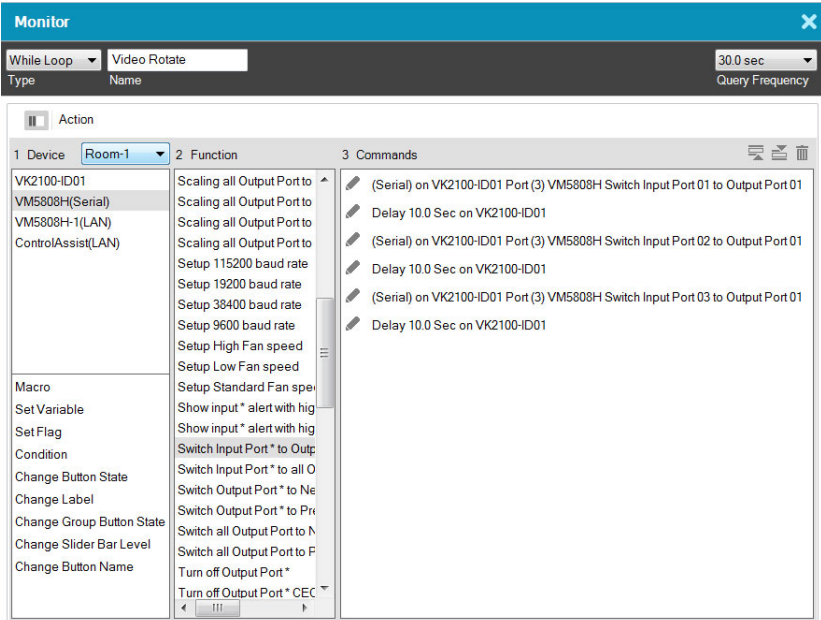 Monitor
While Loop
Video Rotate
30.0 sec
Type
Name
Query Frequency
Action
1 Device
Room-1
2 Function
3 Commands
VK2100-ID01
VM5808H(Serial)
VM5808H-1(LAN)
ControlAssist(LAN)
Macro
Set Variable
Set Flag
Condition
Change Button State
Change Label
Change Group Button State
Change Slider Bar Level
Change Button Name
Scaling all Output Port to
Scaling all Output Port to
Scaling all Output Port to
Scaling all Output Port to
Setup 115200 baud rate
Setup 19200 baud rate
Setup 38400 baud rate
Setup 9600 baud rate
Setup High Fan speed
Setup Low Fan speed
Setup Standard Fan spe
Show input * alert with hig
Show input * alert with hig
Switch Input Port * to Outp
Switch Input Port * to all O
Switch Output Port * to Ne
Switch Output Port * to Pre
Switch all Output Port to N
Switch all Output Port to P
Turn off Output Port *
Turn off Output Port * CEC
(Serial) on VK2100-ID01 Port (3) VM5808H Switch Input Port 01 to Output Port 01
Delay 10.0 Sec on VK2100-ID01
(Serial) on VK2100-ID01 Port (3) VM5808H Switch Input Port 02 to Output Port 01
Delay 10.0 Sec on VK2100-ID01
(Serial) on VK2100-ID01 Port (3) VM5808H Switch Input Port 03 to Output Port 01
Delay 10.0 Sec on VK2100-ID01